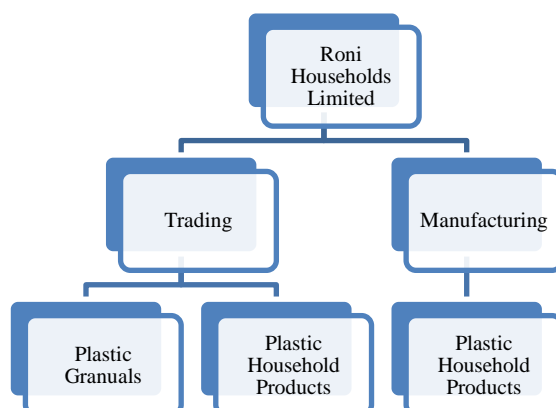 Roni
Households
Limited
Trading
Manufacturing
Plastic
Granuals
Plastic
Household
Products
Plastic
Household
Products